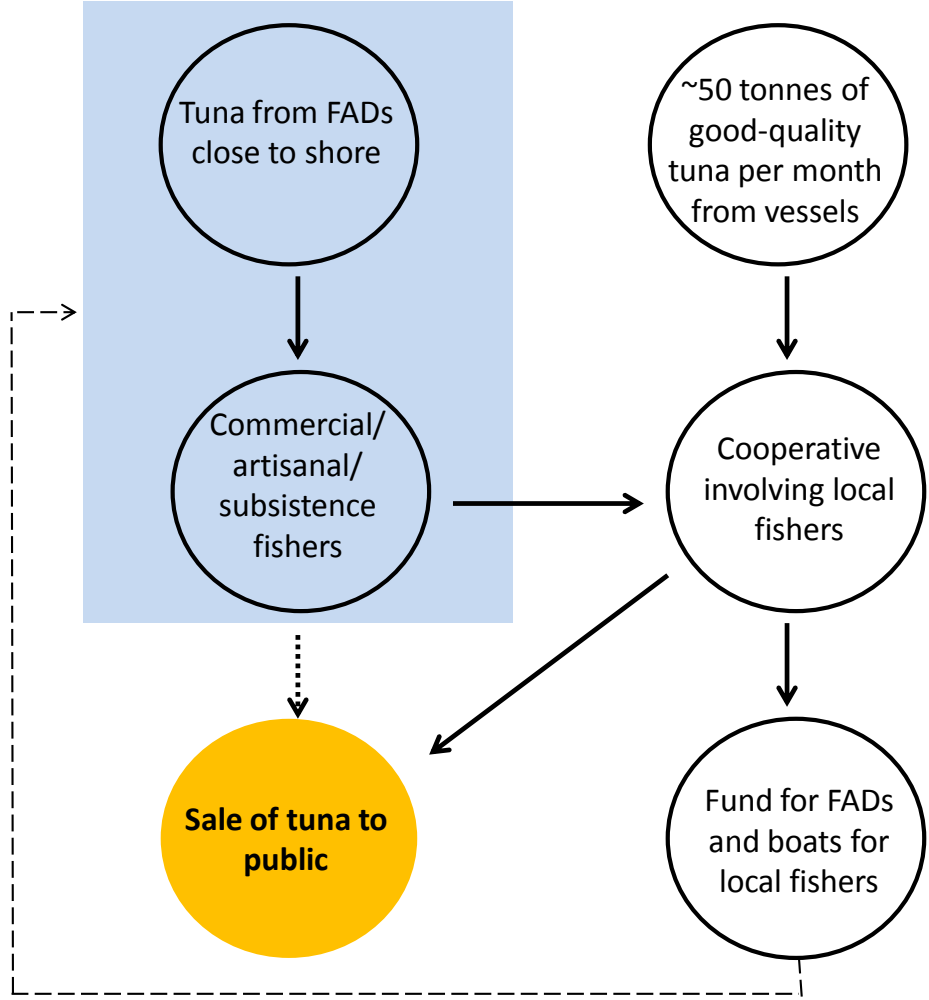 Tuna from FADs
close to shore
~50 tonnes of
good-quality
tuna per month
from vessels
Commercial/
artisanal/
subsistence
fishers
Cooperative
involving local
fishers
Sale of tuna to
public
Fund for FADs
and boats for
local fishers